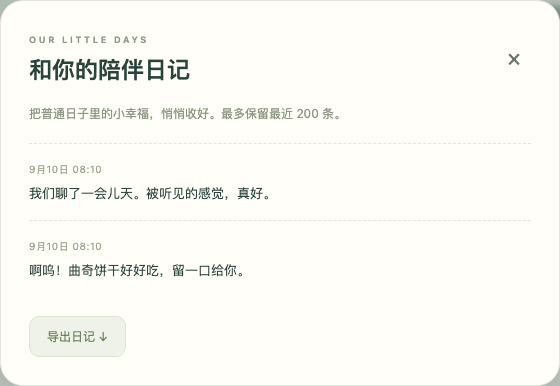 OUR LITTLE DAYS
和你的陪伴日记
把普通日子里的小幸福，悄悄收好。最多保留最近 200 条。
9月10日 08:10
我们聊了一会儿天。被听见的感觉，真好。
9月10日 08:10
啊呜！曲奇饼干好好吃，留一口给你。
导出日记 ↓